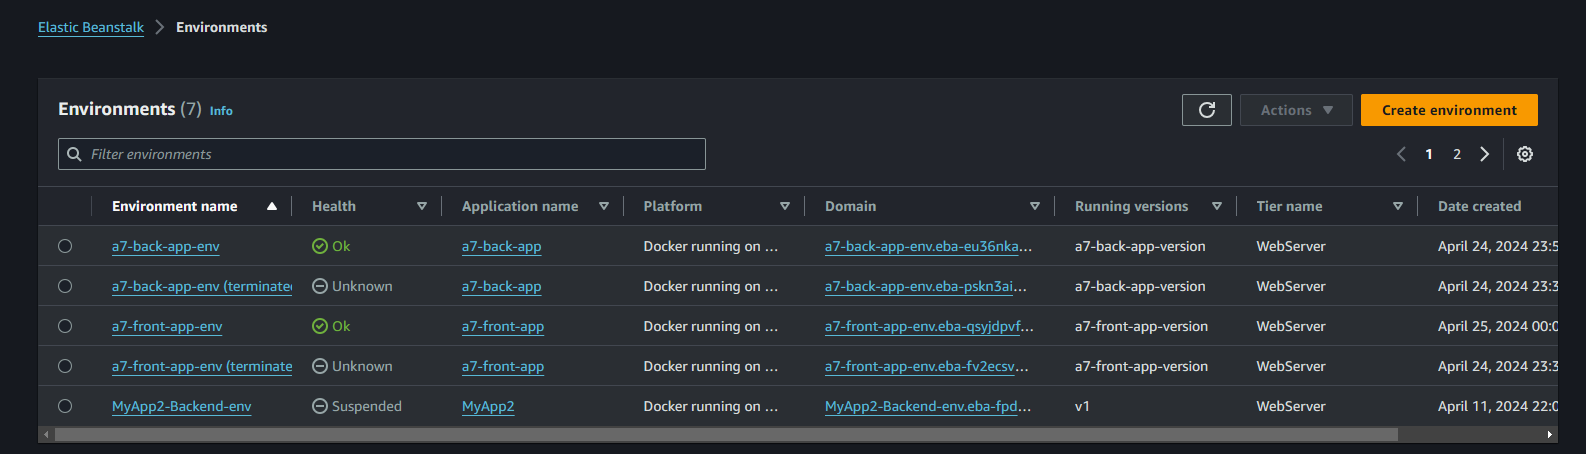 Elastic Beanstalk > Environments
Environments (7) Info
Actions
Create environment
Filter environments
1 2
Environment name Health Application name Platform Domain Running versions Tier name Date created
a7-back-app-env Ok a7-back-app Docker running on ... a7-back-app-env.eba-eu36nka... a7-back-app-version WebServer April 24, 2024 23:5
a7-back-app-env (terminate Unknown a7-back-app Docker running on ... a7-back-app-env.eba-pskn3ai... a7-back-app-version WebServer April 24, 2024 23:3
a7-front-app-env Ok a7-front-app Docker running on ... a7-front-app-env.eba-qsyjdpvf... a7-front-app-version WebServer April 25, 2024 00:0
a7-front-app-env (terminate Unknown a7-front-app Docker running on ... a7-front-app-env.eba-fv2ecsv... a7-front-app-version WebServer April 24, 2024 23:3
MyApp2-Backend-env Suspended MyApp2 Docker running on ... MyApp2-Backend-env.eba-fpd... v1 WebServer April 11, 2024 22:0